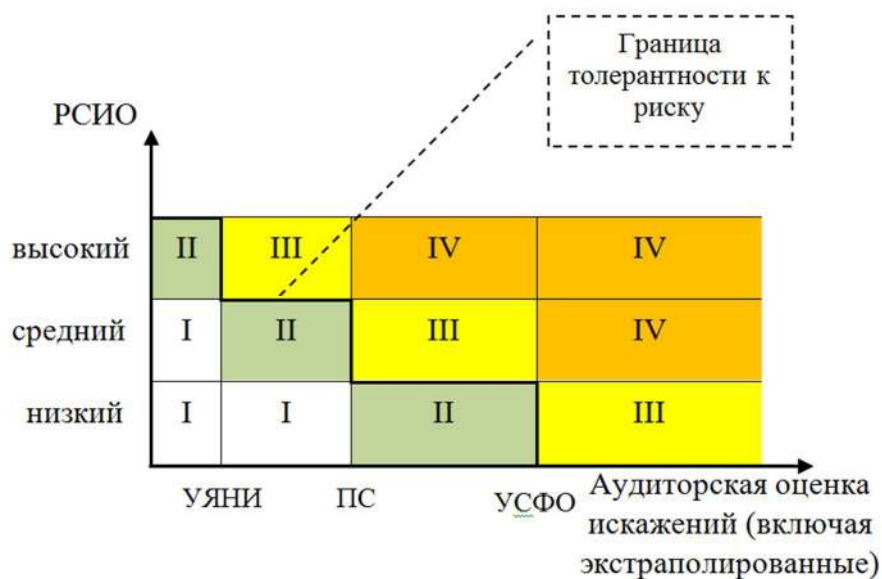 Граница
толерантности к
риску
РСИО
высокий II III IV IV
средний I II III IV
низкий I I II III
УЯНИ ПС УСФО
Аудиторская оценка
искажений (включая
экстраполированные)